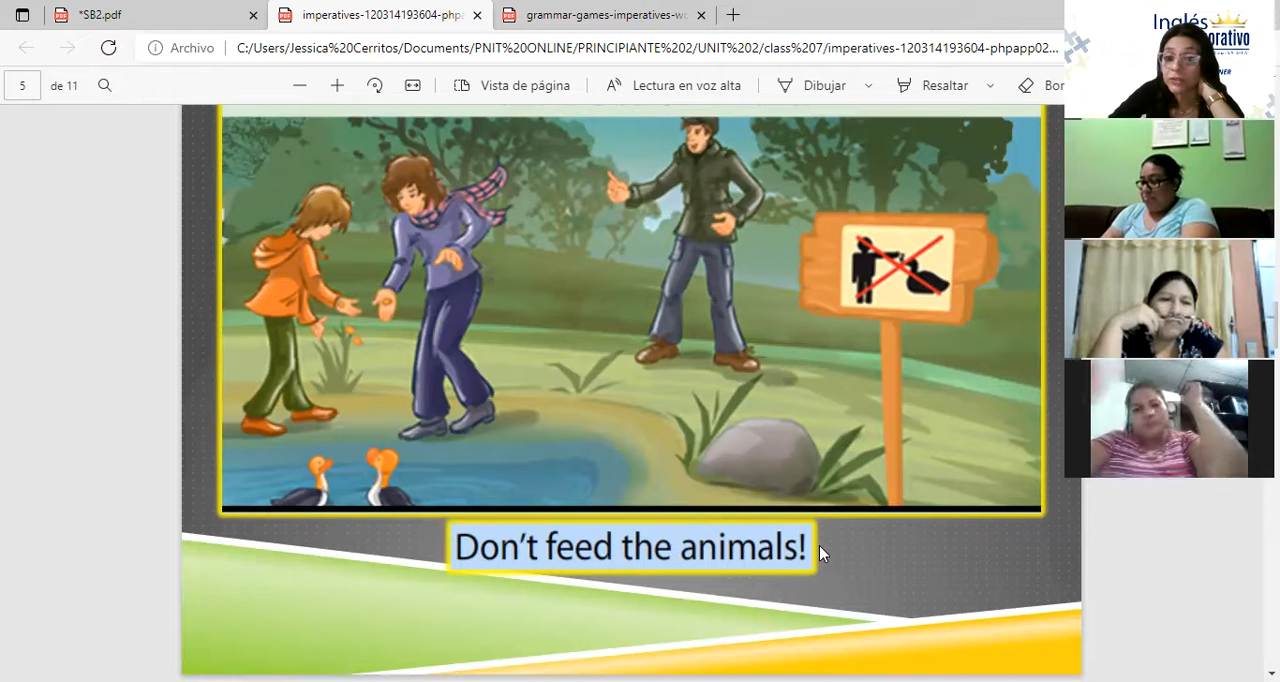 *SB2.pdf
imperatives-120314193604-php
grammar-games-imperatives-w
Archivo
C:/Users/Jessica%20Cerritos/Documents/PNIT%20ONLINE/PRINCIPIANTE%202/UNIT%202/class%207/imperatives-120314193604-phpapp02...
5
de 11
Vista de página
Lectura en voz alta
Dibujar
Resaltar
Bor
Inglés
orativo
Don't feed the animals!